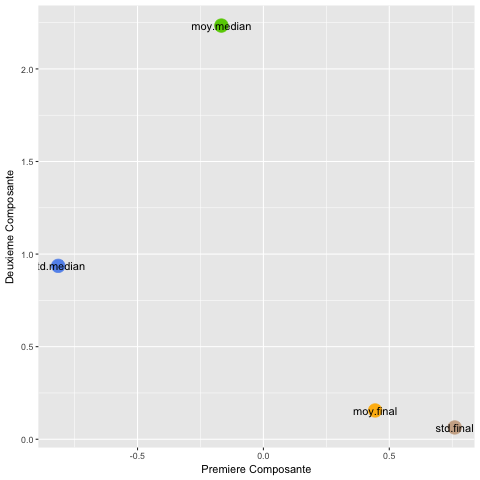 moy.median
2.0
1.5
Deuxieme Composante
1.0
td.median
0.5
moy.final
std.final
0.0
-0.5
0.0
0.5
Premiere Composante